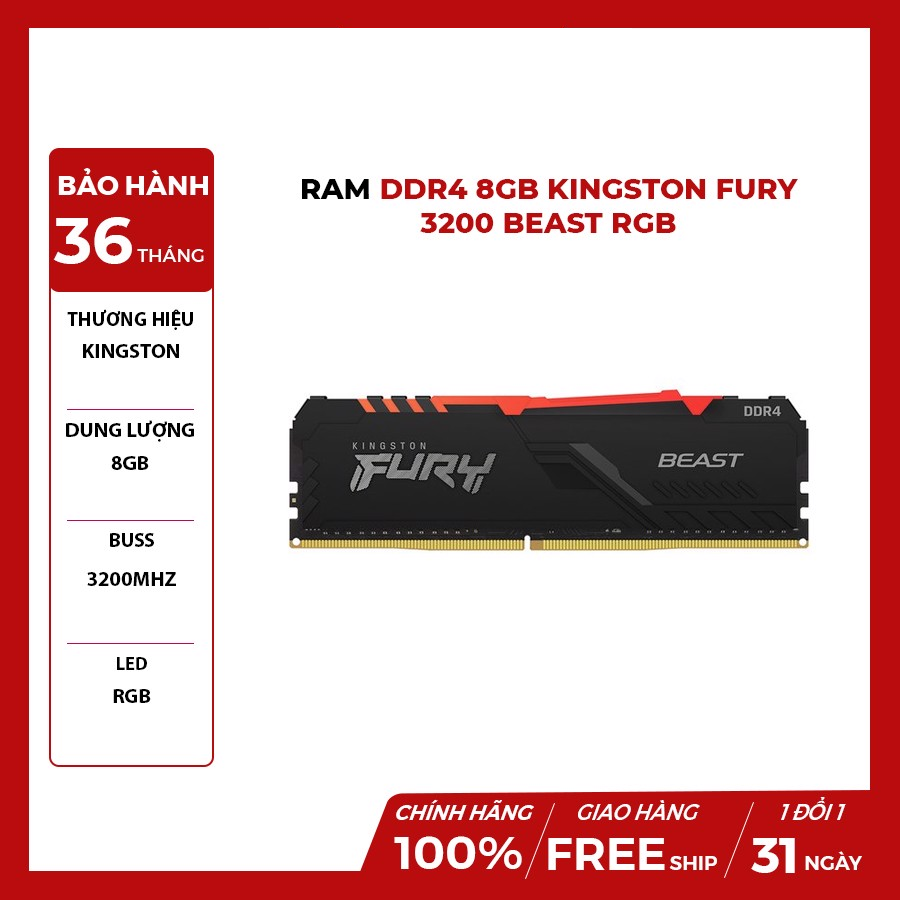 BẢO HÀNH
36 THÁNG
THƯƠNG HIỆU
KINGSTON
DUNG LƯỢNG
8GB
BUSS
3200MHZ
LED
RGB
RAM DDR4 8GB KINGSTON FURY
3200 BEAST RGB
DDR4
KINGSTON
FURY
BEAST
CHÍNH HÃNG
100%
GIAO HÀNG
FREE SHIP
1 ĐỔI 1
31 NGÀY